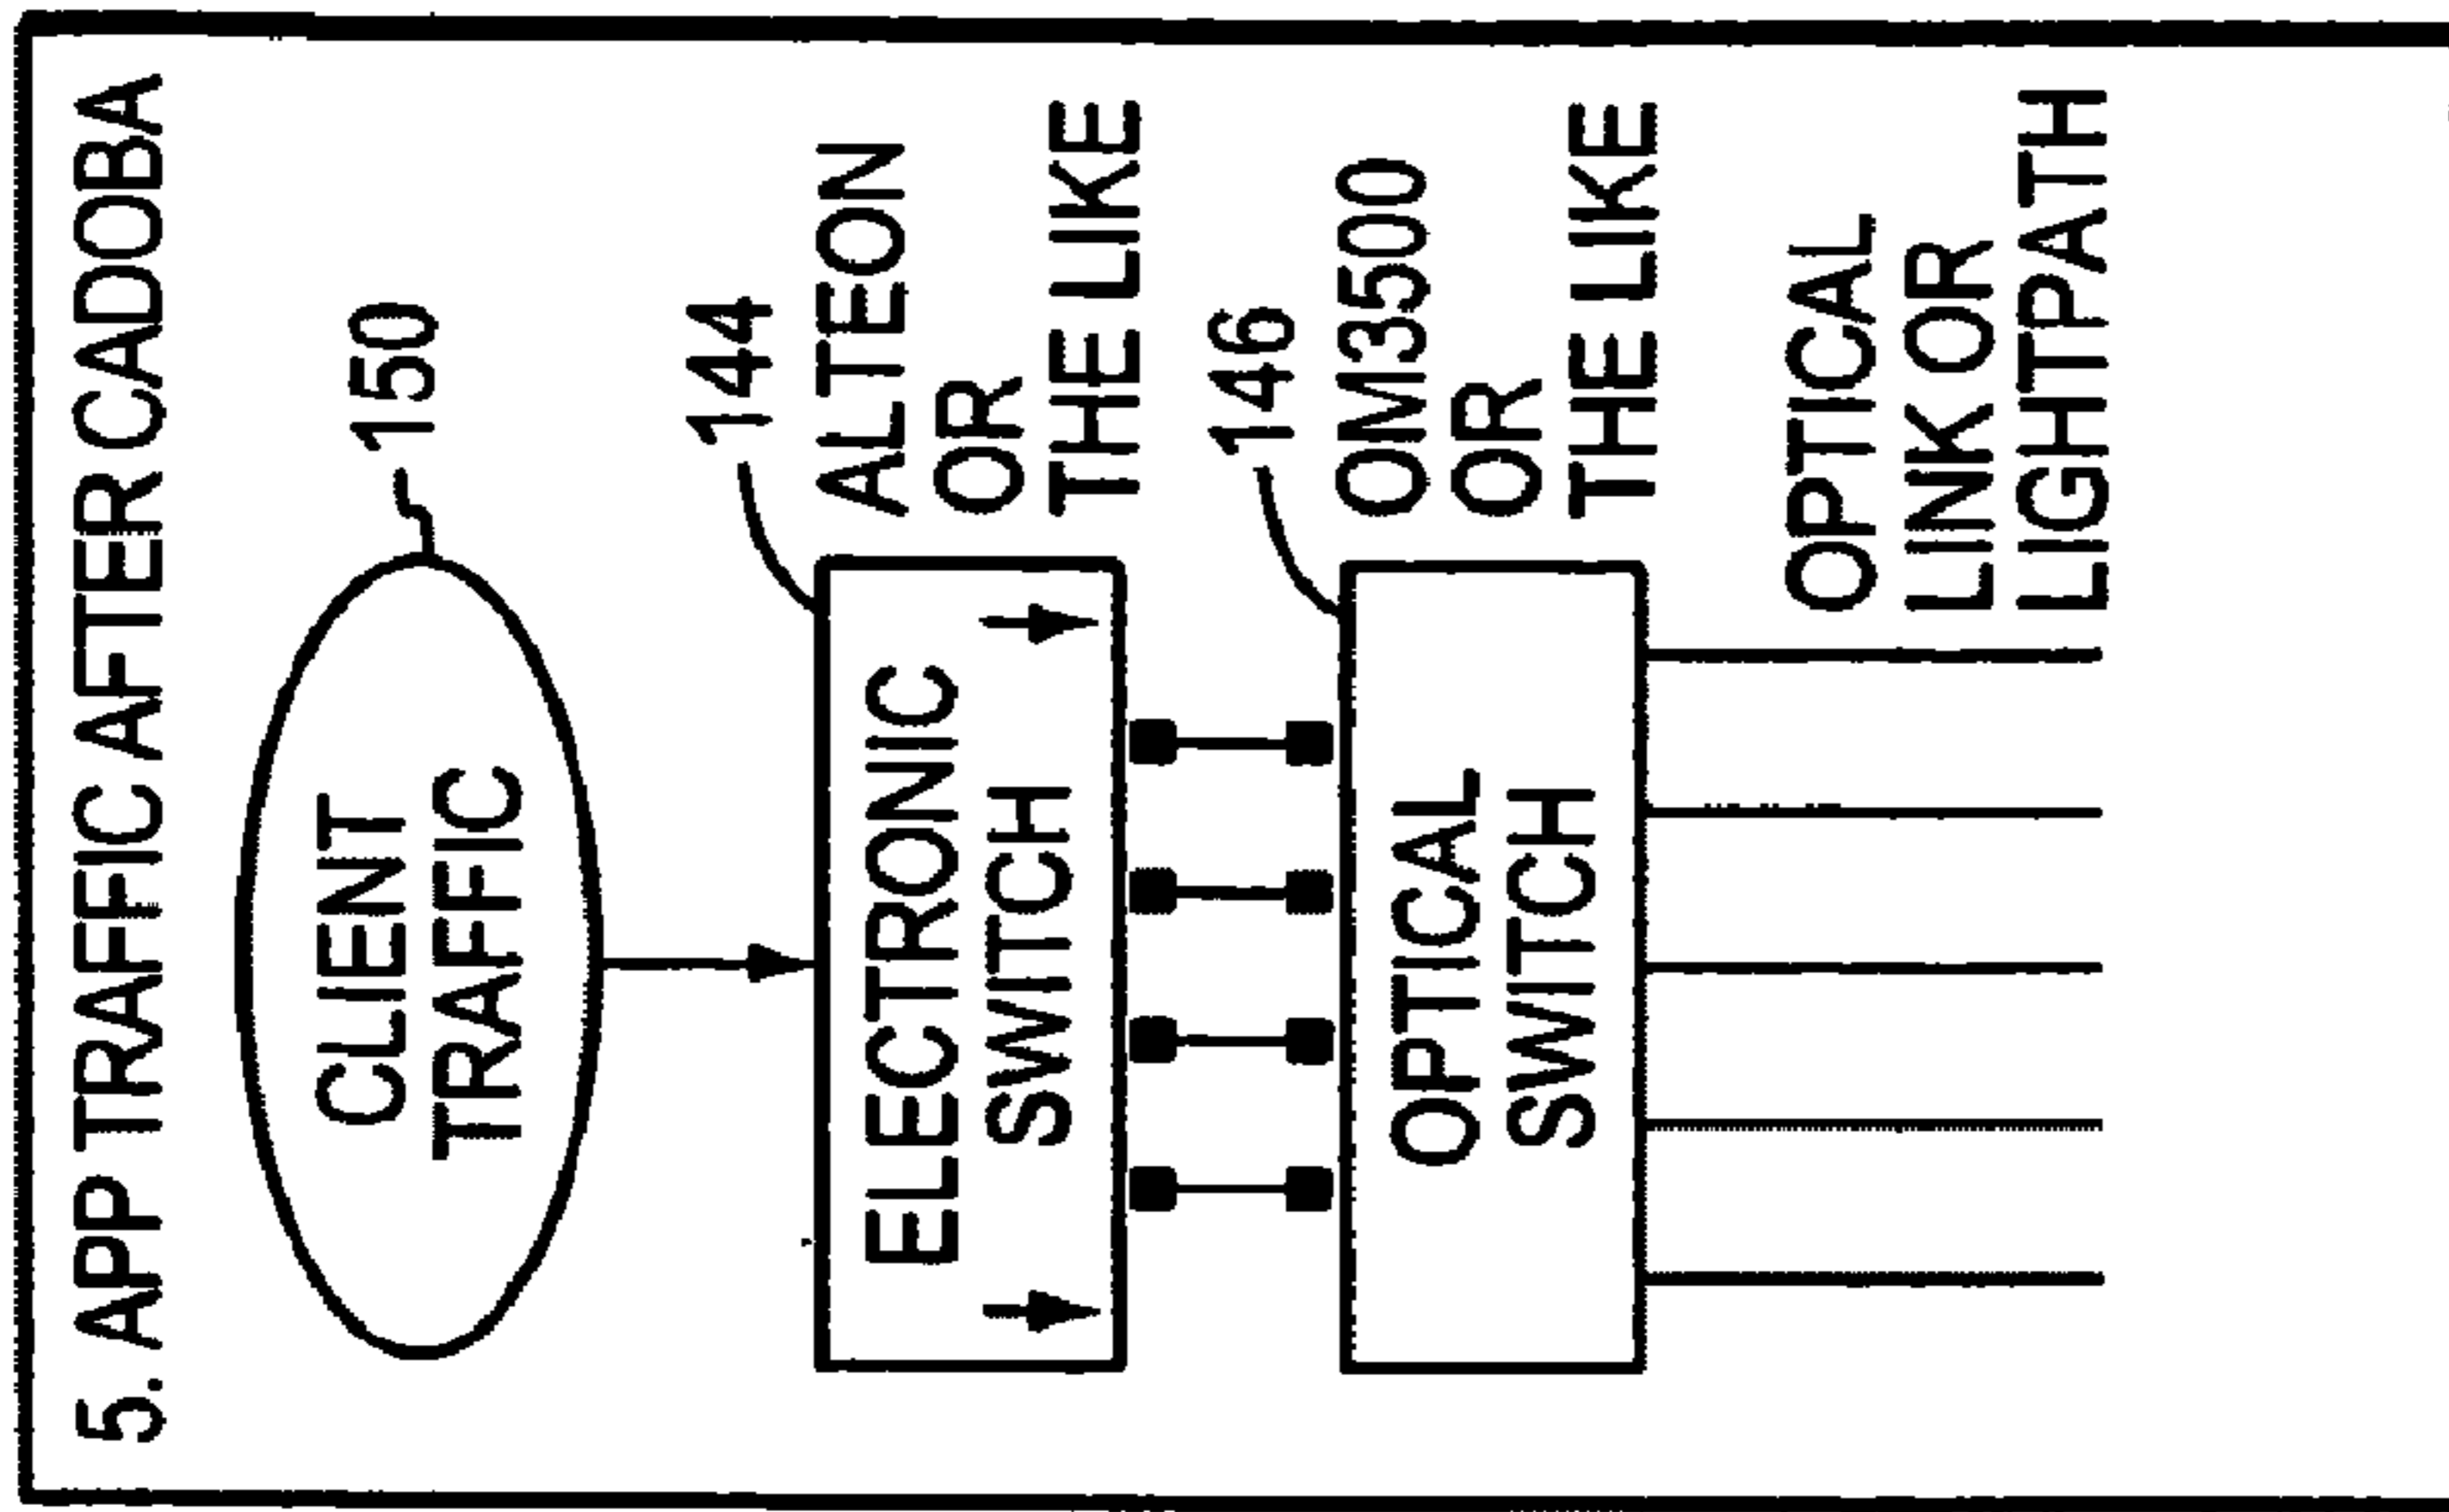 5. APP TRAFFIC AFTER CADOBA
CLIENT
TRAFFIC
150
144
ELECTRONIC
SWITCH
ALTEON
OR
THE LIKE
146
OPTICAL
SWITCH
OM3500
OR
THE LIKE
OPTICAL
LINK OR
LIGHTPATH